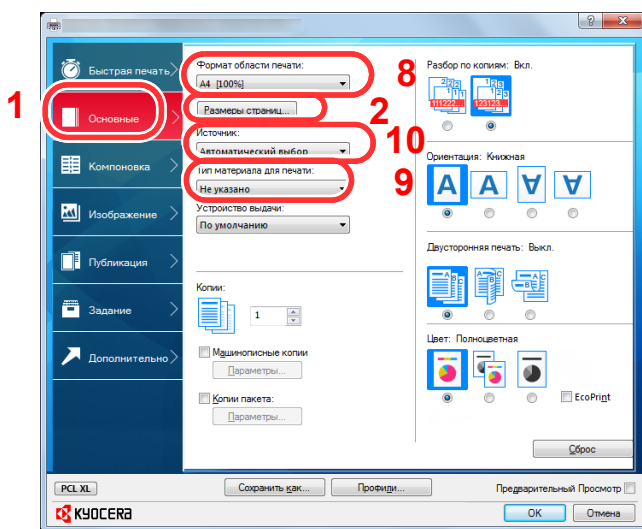 1
Быстрая печать
Основные
Компоновка
Изображение
Публикация
Задание
Дополнительно
Формат области печати:
8
A4 [100%]
Размеры страниц...
2
Источник:
10
Автоматический выбор
Тип материала для печати:
9
Не указано
Устройство выдачи:
По умолчанию
Копии:
1
Машинописные копии
Параметры...
Копии пакета:
Параметры...
Разбор по копиям: Вкл.
111222...
123123...
Ориентация: Книжная
A A A A
Двусторонняя печать: Выкл.
Цвет: Полноцветная
EcoPrint
Сброс
PCL XL
Сохранить как...
Профили...
Предварительный Просмотр
KYOCERA
OK
Отмена